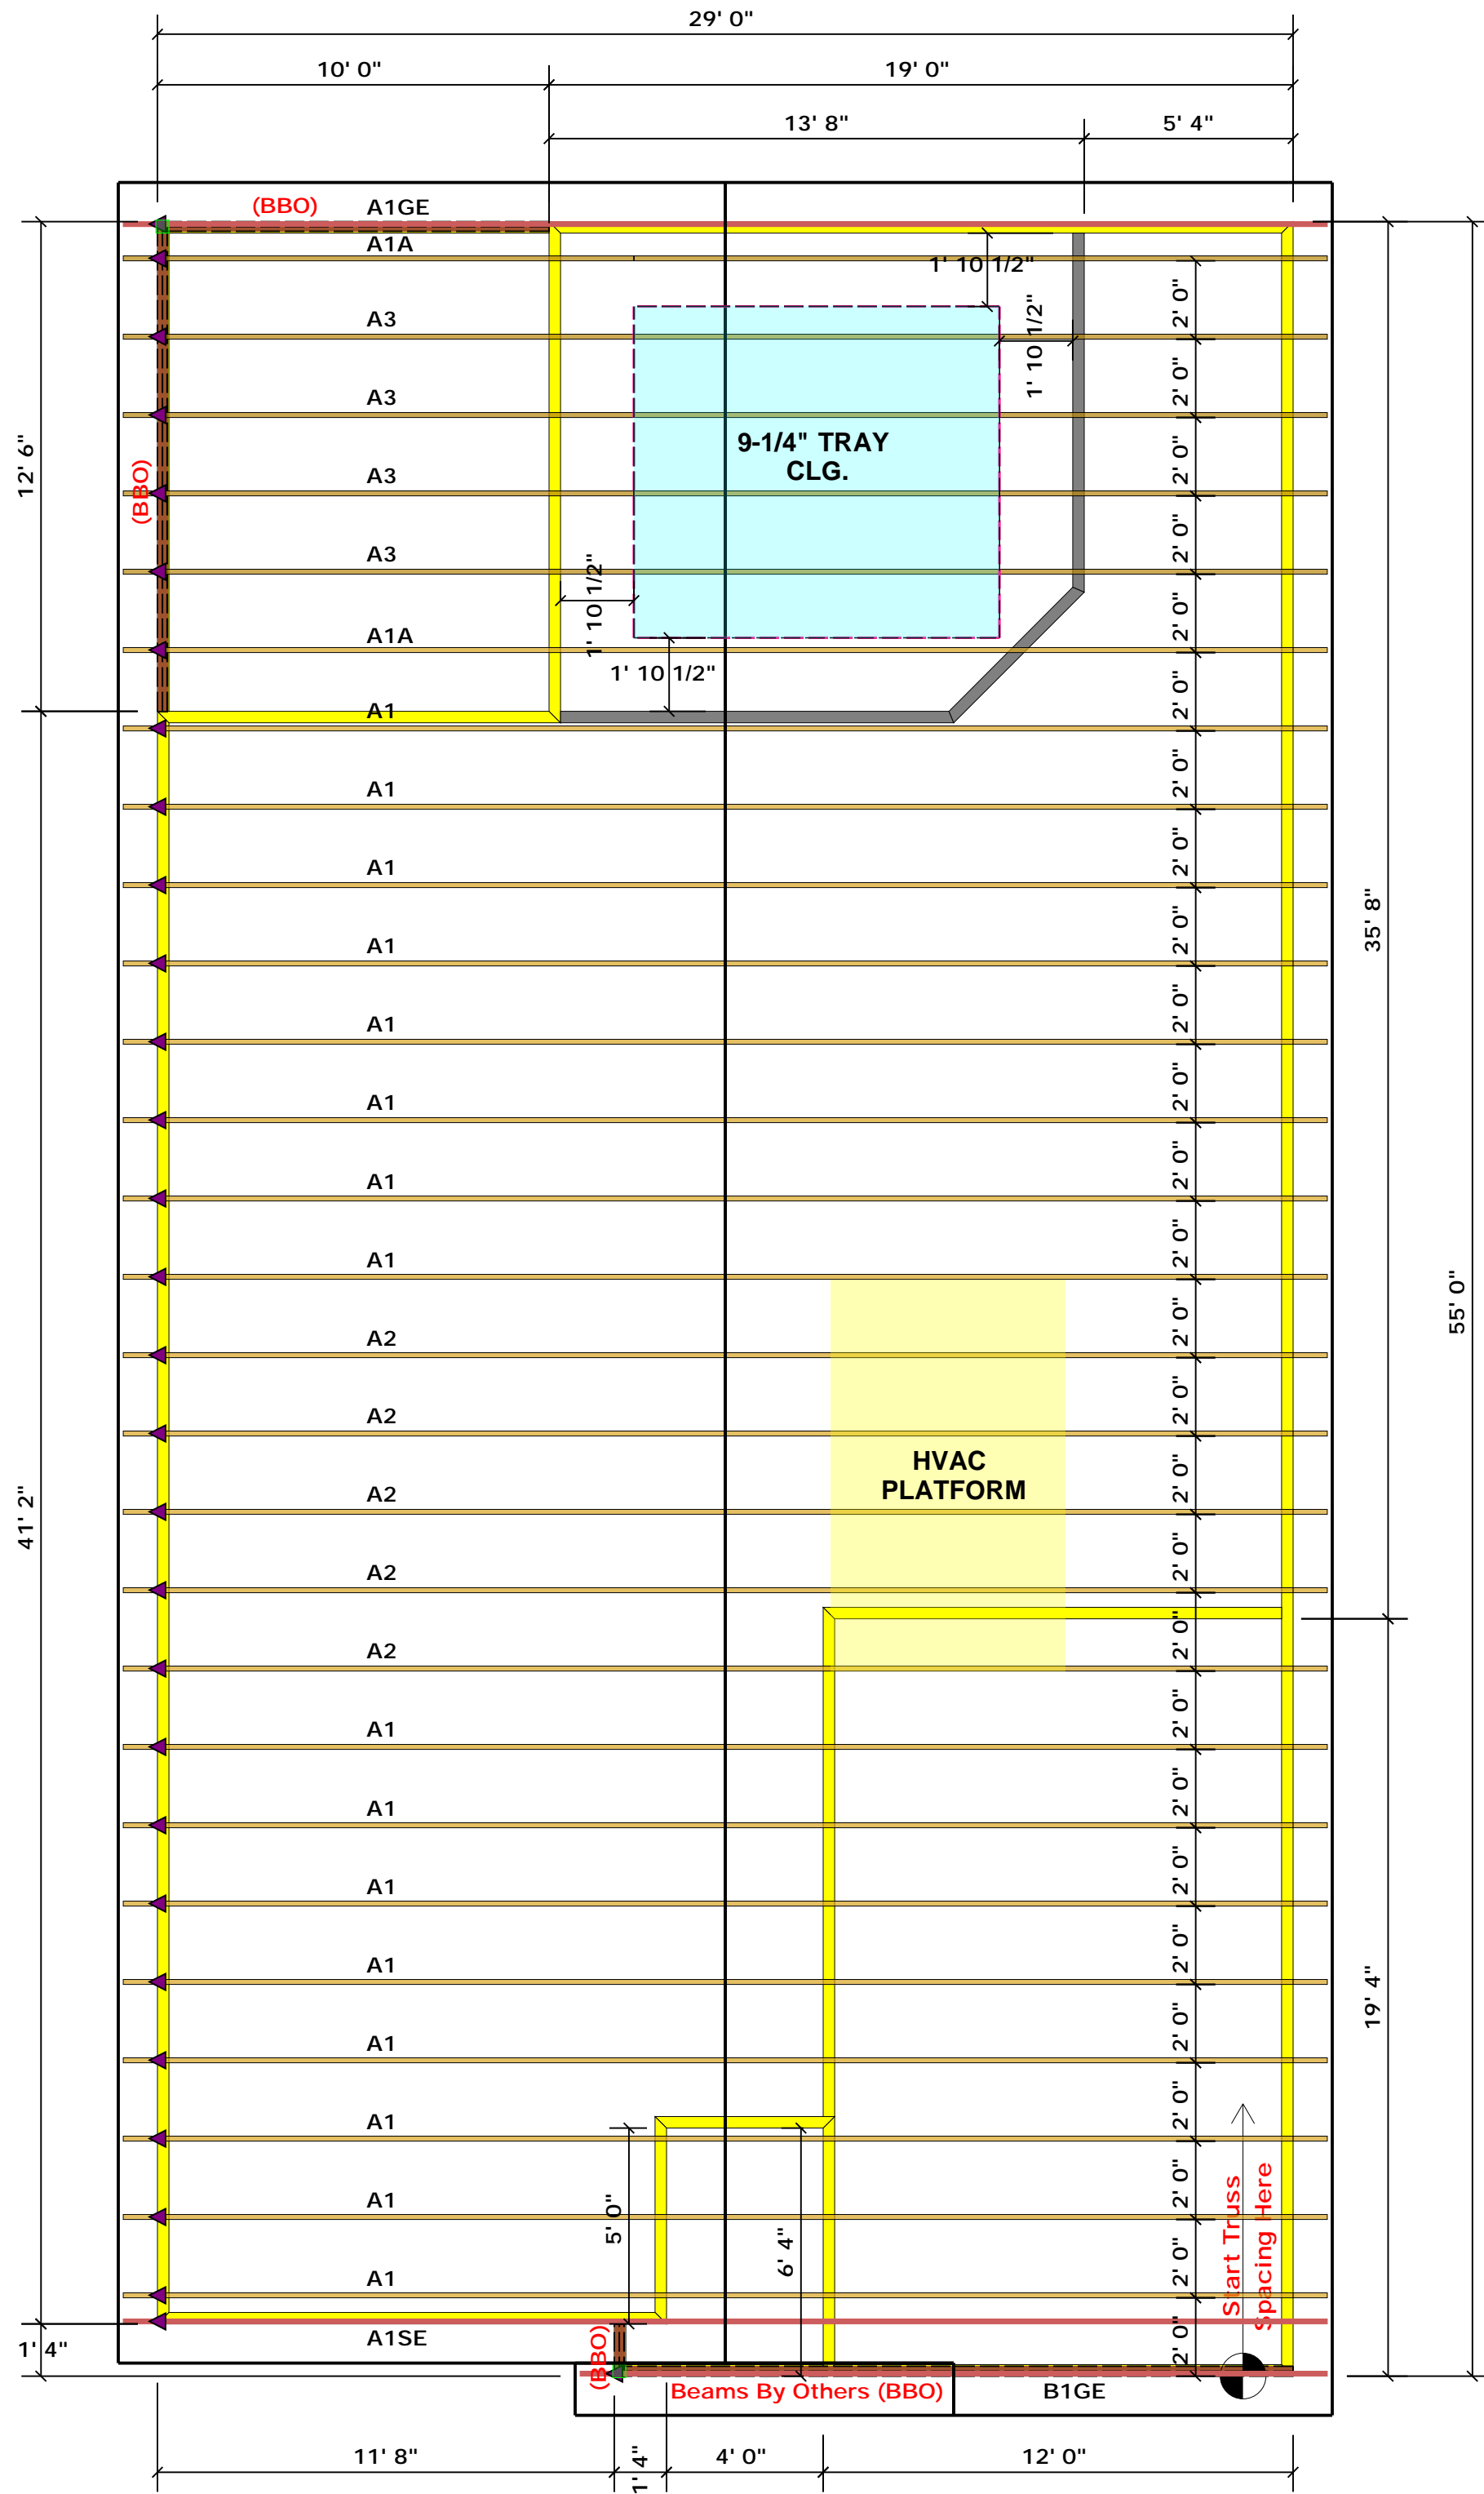 29' 0"
10' 0"
19' 0"
13' 8"
5' 4"
(BBO)
A1GE
A1A
1' 10 1/2"
2' 0"
A3
1' 10 1/2"
2' 0"
A3
12' 6"
9-1/4" TRAY
CLG.
2' 0"
(BBO)
A3
2' 0"
A3
1' 10 1/2"
2' 0"
A1A
1' 10 1/2"
2' 0"
A1
2' 0"
A1
2' 0"
A1
35' 8"
2' 0"
A1
2' 0"
A1
2' 0"
A1
2' 0"
A1
2' 0"
A1
55' 0"
2' 0"
A2
2' 0"
A2
HVAC
PLATFORM
2' 0"
A2
41' 2"
2' 0"
A2
2' 0"
A2
2' 0"
A1
2' 0"
A1
2' 0"
A1
2' 0"
A1
19' 4"
2' 0"
A1
2' 0"
A1
2' 0"
A1
5' 0"
6' 4"
Start Truss
Spacing Here
2' 0"
A1
2' 0"
1' 4"
A1SE
(BBO)
Beams By Others (BBO)
B1GE
11' 8"
1' 4"
4' 0"
12' 0"